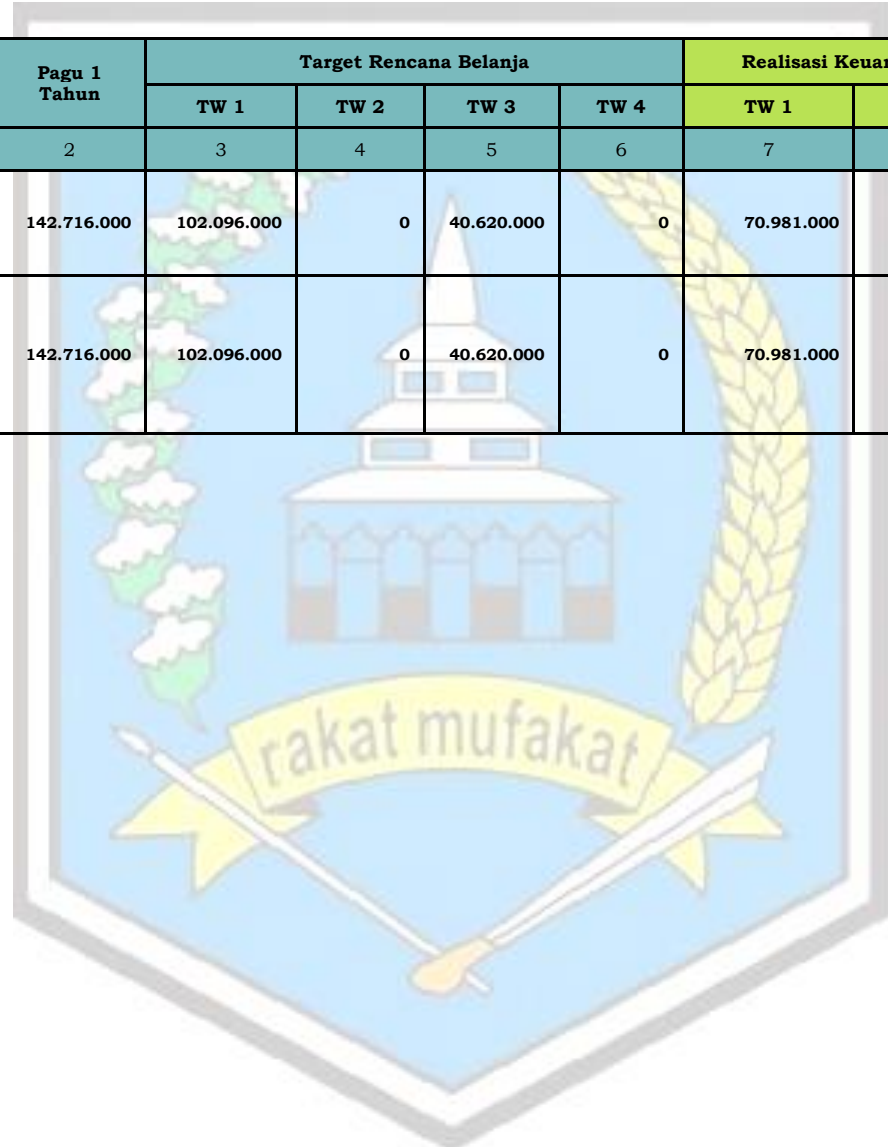 Pagu 1 Tahun Target Rencana Belanja Realisasi Keuan
TW 1 TW 2 TW 3 TW 4 TW 1
2 3 4 5 6 7
142.716.000 102.096.000 0 40.620.000 0 70.981.000
142.716.000 102.096.000 0 40.620.000 0 70.981.000
rakat mufakat